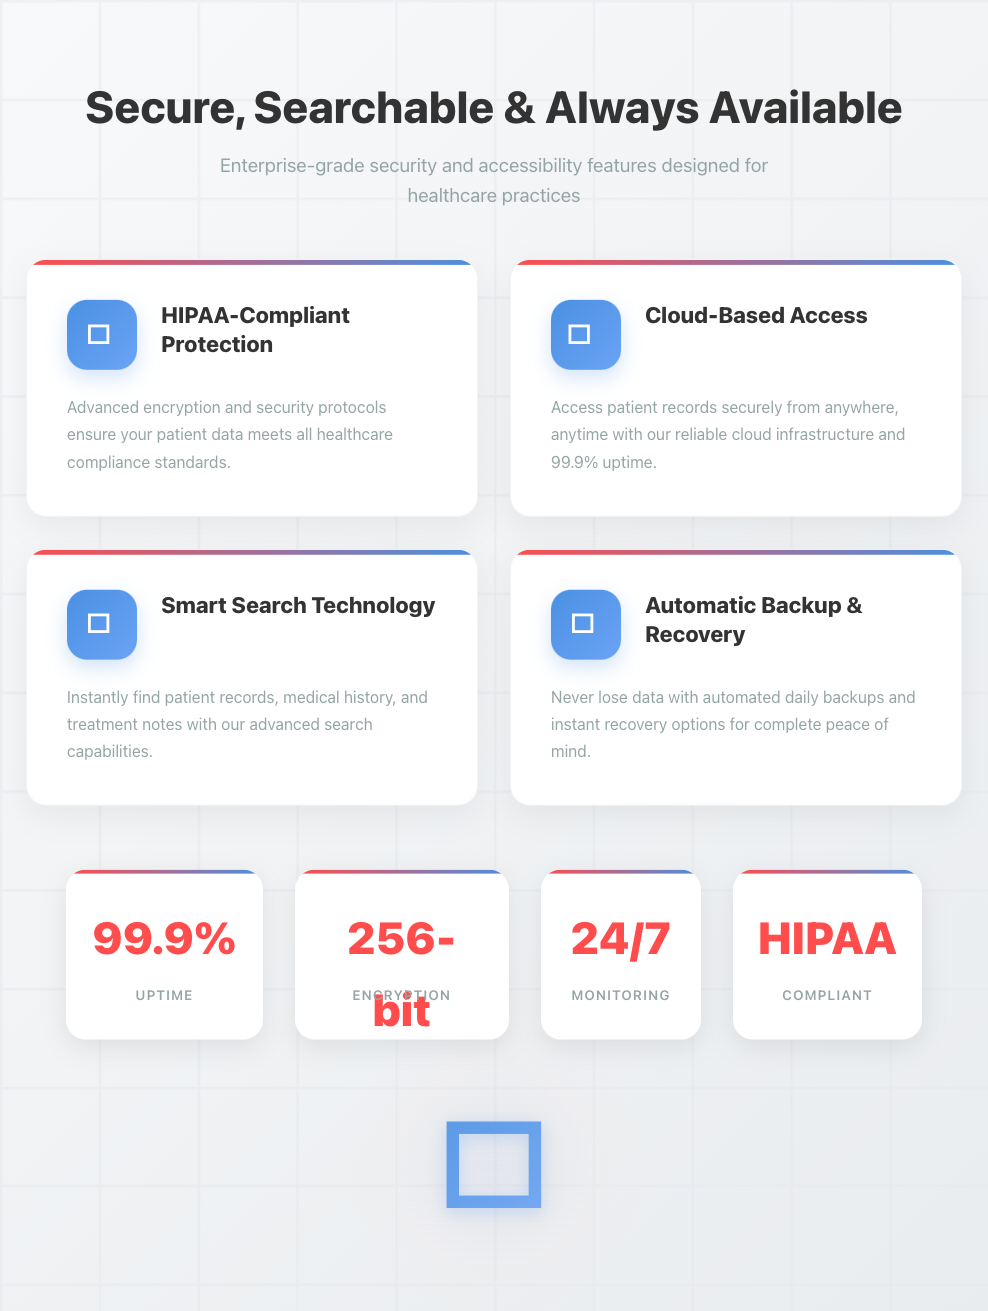 Secure, Searchable & Always Available
Enterprise-grade security and accessibility features designed for
healthcare practices
HIPAA-Compliant
Protection
Advanced encryption and security protocols
ensure your patient data meets all healthcare
compliance standards.
Cloud-Based Access
Access patient records securely from anywhere,
anytime with our reliable cloud infrastructure and
99.9% uptime.
Smart Search Technology
Instantly find patient records, medical history, and
treatment notes with our advanced search
capabilities.
Automatic Backup &
Recovery
Never lose data with automated daily backups and
instant recovery options for complete peace of
mind.
99.9%
UPTIME
256-
bit
ENCRYPTION
24/7
MONITORING
HIPAA
COMPLIANT